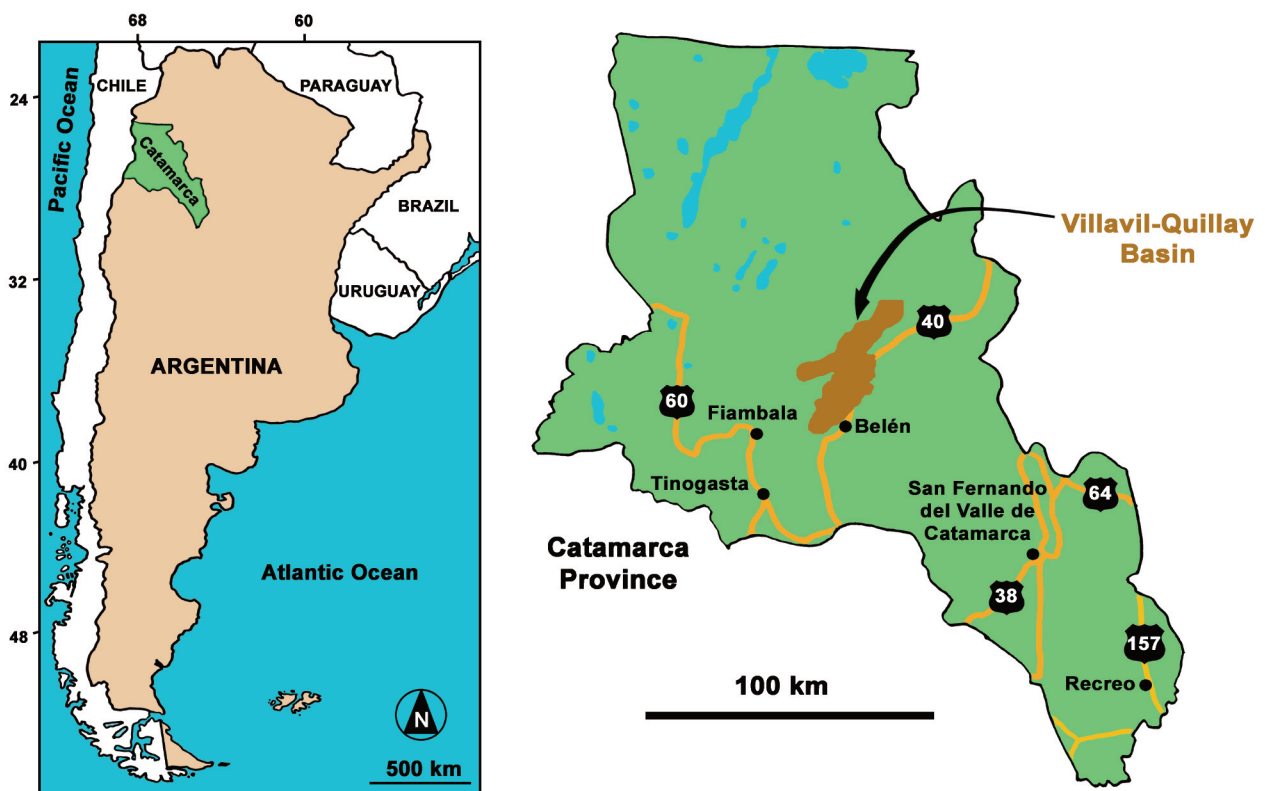 68
60
24
32
40
48
Pacific Ocean
CHILE
PARAGUAY
Catamarca
BRAZIL
URUGUAY
ARGENTINA
Atlantic Ocean
N
500 km
Villavil-Quillay
Basin
40
60
Fiambala
Belén
Tinogasta
San Fernando
del Valle de
Catamarca
64
38
157
Recreo
Catamarca
Province
100 km